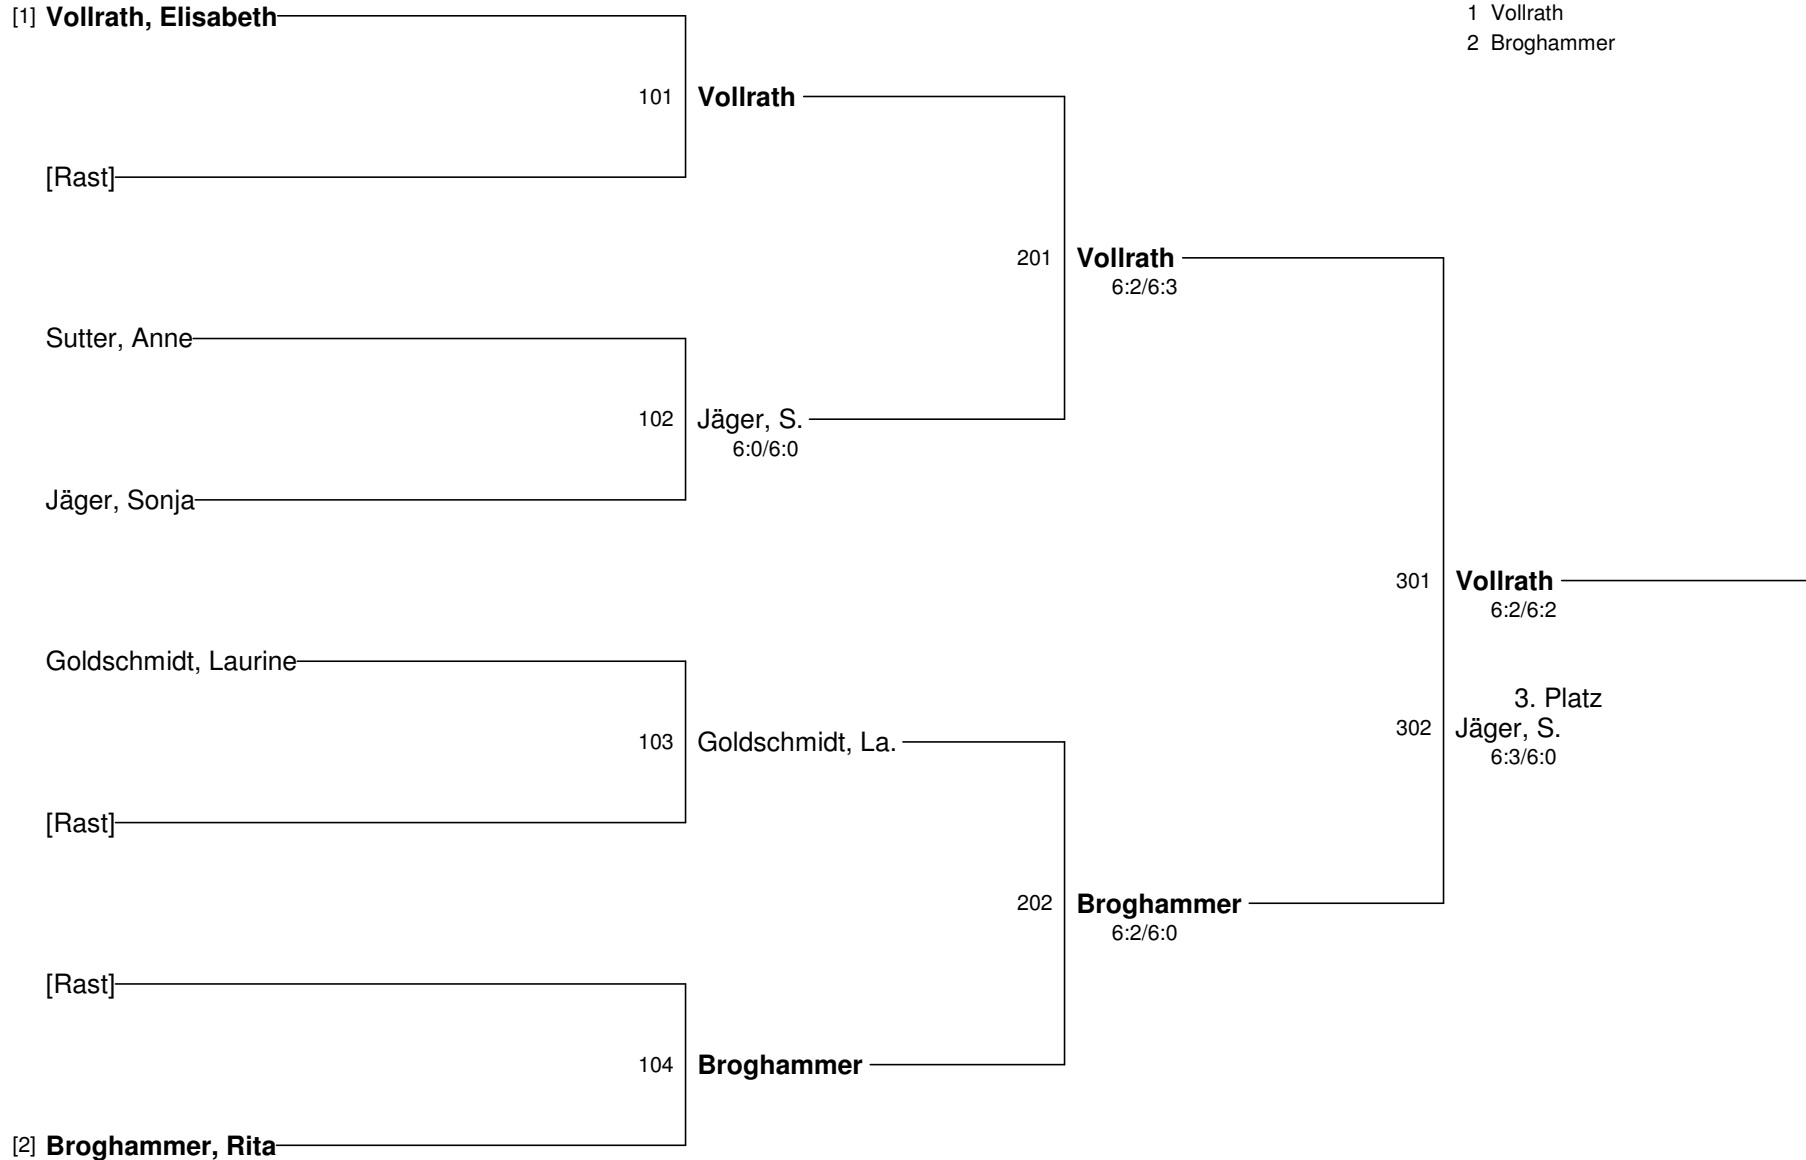 [1] Vollrath, Elisabeth
1 Vollrath
2 Broghammer
101 Vollrath
[Rast]
201 Vollrath
6:2/6:3
Sutter, Anne
102 Jäger, S.
6:0/6:0
Jäger, Sonja
301 Vollrath
6:2/6:2
Goldschmidt, Laurine
3. Platz
302 Jäger, S.
6:3/6:0
103 Goldschmidt, La.
[Rast]
202 Broghammer
6:2/6:0
[Rast]
104 Broghammer
[2] Broghammer, Rita